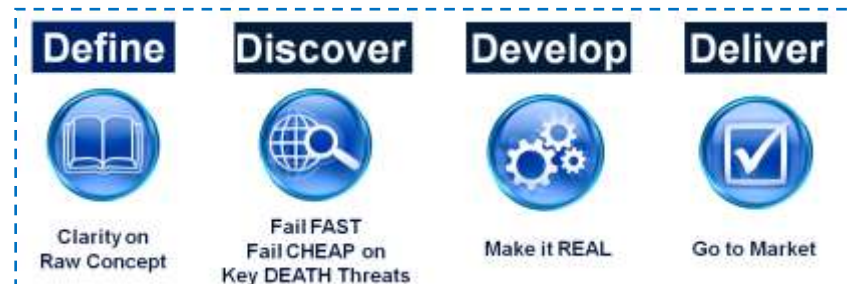 Define
Discover
Develop
Deliver
Clarity on
Raw Concept
Fail FAST
Fail CHEAP on
Key DEATH Threats
Make it REAL
Go to Market